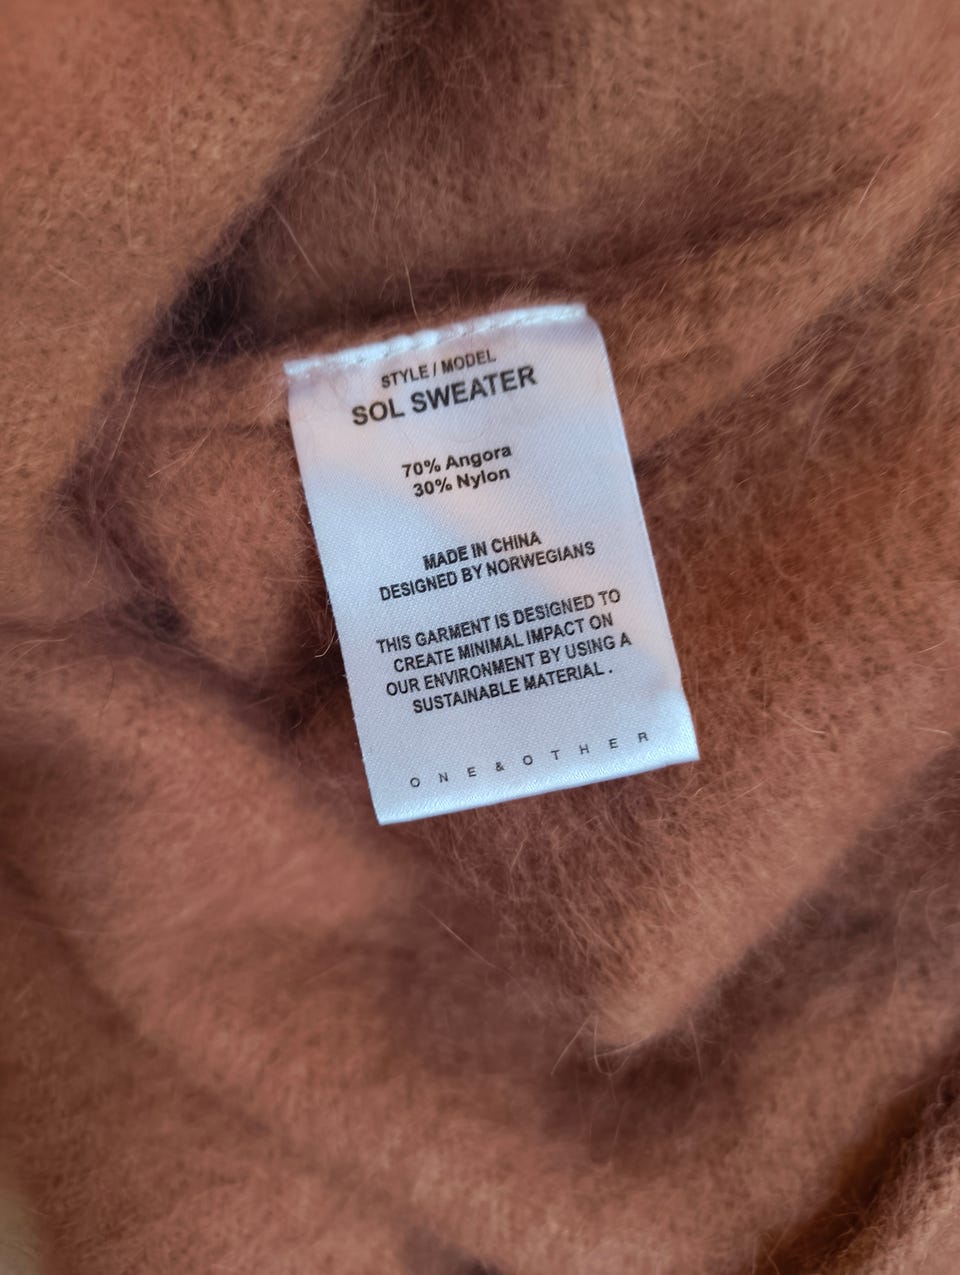 STYLE / MODEL
SOL SWEATER
70% Angora
30% Nylon
MADE IN CHINA
DESIGNED BY NORWEGIANS
THIS GARMENT IS DESIGNED TO
CREATE MINIMAL IMPACT ON
OUR ENVIRONMENT BY USING A
SUSTAINABLE MATERIAL .
ONE & OTHER